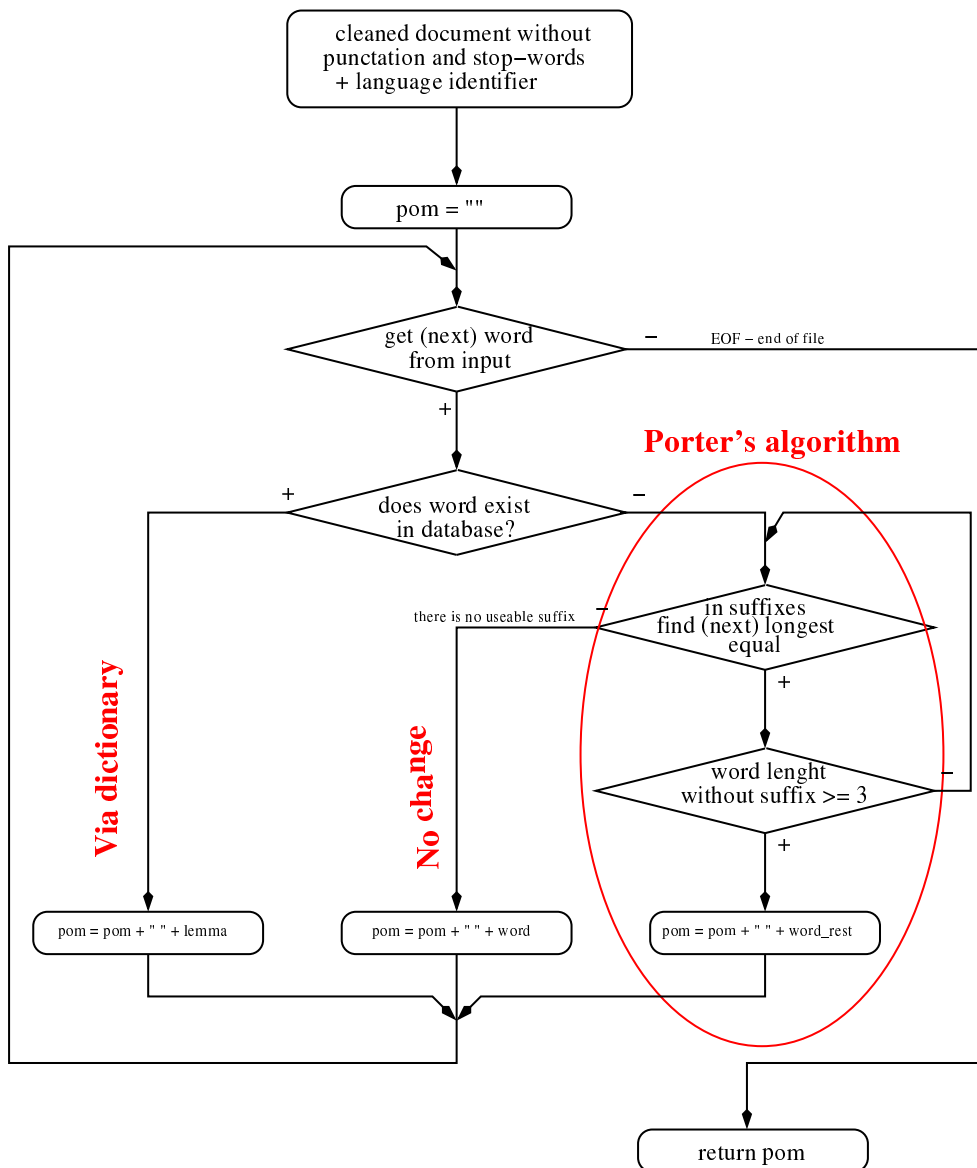 cleaned document without
punctation and stop–words
+ language identifier
pom = ""
get (next) word
from input
–
EOF – end of file
+
Porter's algorithm
does word exist
in database?
+
–
in suffixes
find (next) longest
equal
–
there is no useable suffix
+
Via dictionary
No change
word lenght
without suffix >= 3
–
+
pom = pom + " " + lemma
pom = pom + " " + word
pom = pom + " " + word_rest
return pom